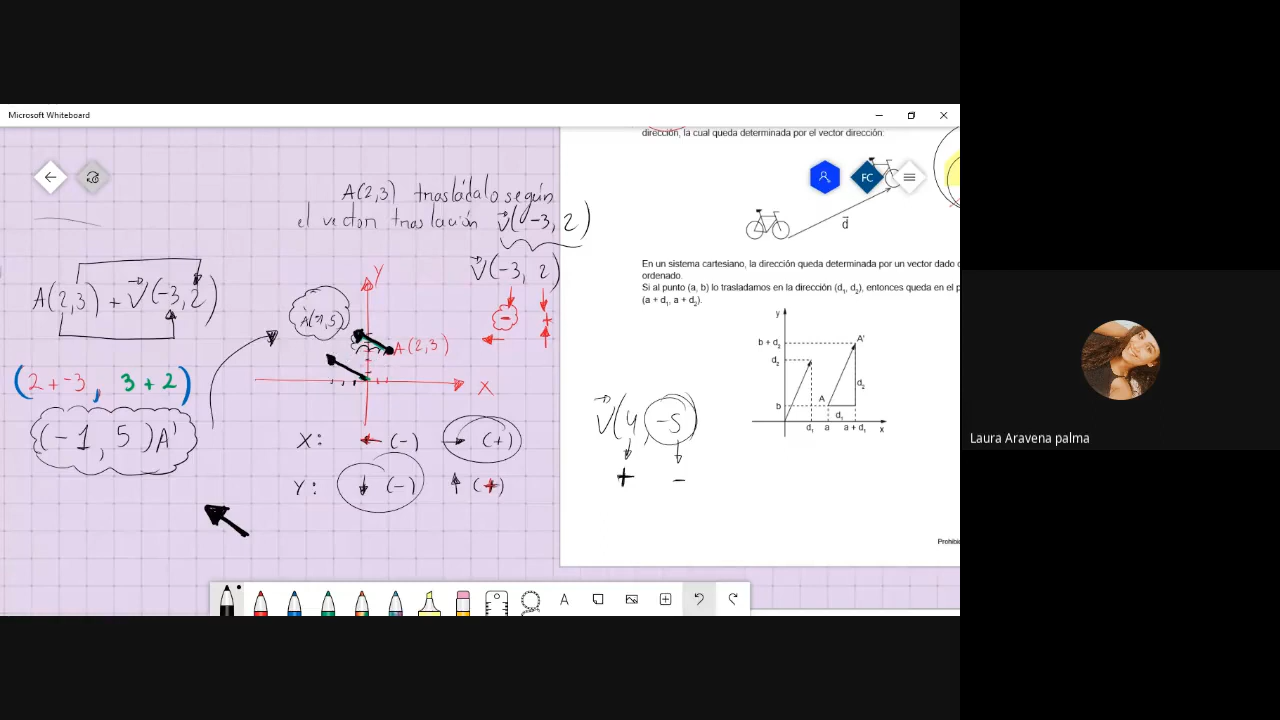 Microsoft Whiteboard
A(2,3) trasládalo según
el vector traslación v(-3, 2)
V(-3, 2)
-
+
A(2,3) + V(-3, 2)
(2+-3, 3+2)
(-1, 5)A'
Y
A(2,3)
X
X: ← (-) → (+)
Y: ↓ (-) ↑ (+)
V(4, -5)
+ -
dirección, la cual queda determinada por el vector dirección:
FC
d
En un sistema cartesiano, la dirección queda determinada por un vector dado
ordenado.
Si al punto (a, b) lo trasladamos en la dirección (d1, d2), entonces queda en el
(a + d1, a + d2).
y
b + d2
A'
d2
d2
A
b
d1
d1 a a + d1 x
Laura Aravena palma
A